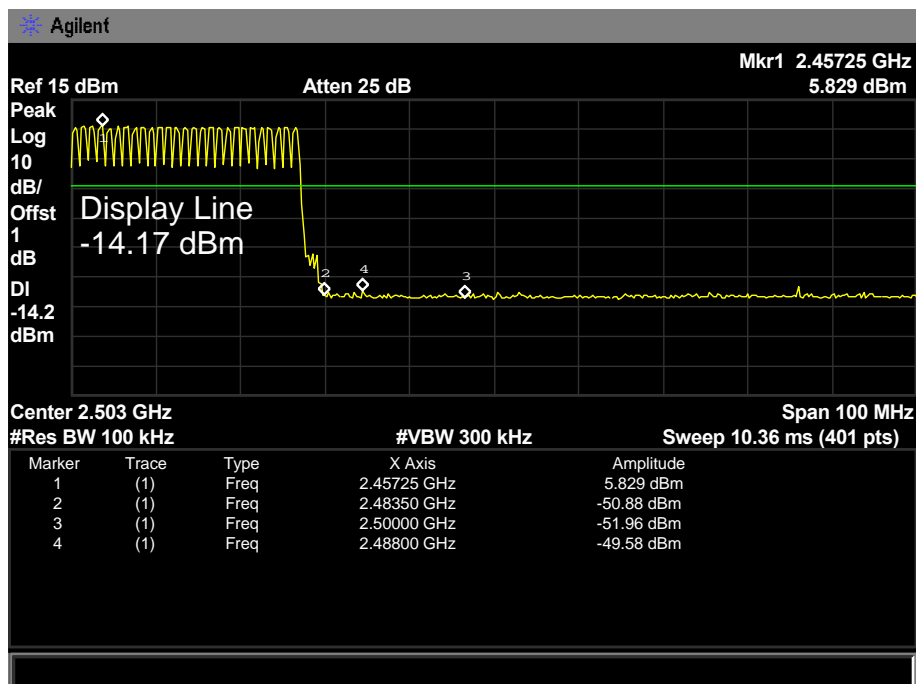 Agilent
Mkr1 2.45725 GHz
Ref 15 dBm Atten 25 dB 5.829 dBm
Peak
Log
10
dB/
Offst
1
dB
DI
-14.2
dBm
1
Display Line
-14.17 dBm
2 4 3
Center 2.503 GHz Span 100 MHz
#Res BW 100 kHz #VBW 300 kHz Sweep 10.36 ms (401 pts)
Marker Trace Type X Axis Amplitude
1 (1) Freq 2.45725 GHz 5.829 dBm
2 (1) Freq 2.48350 GHz -50.88 dBm
3 (1) Freq 2.50000 GHz -51.96 dBm
4 (1) Freq 2.48800 GHz -49.58 dBm